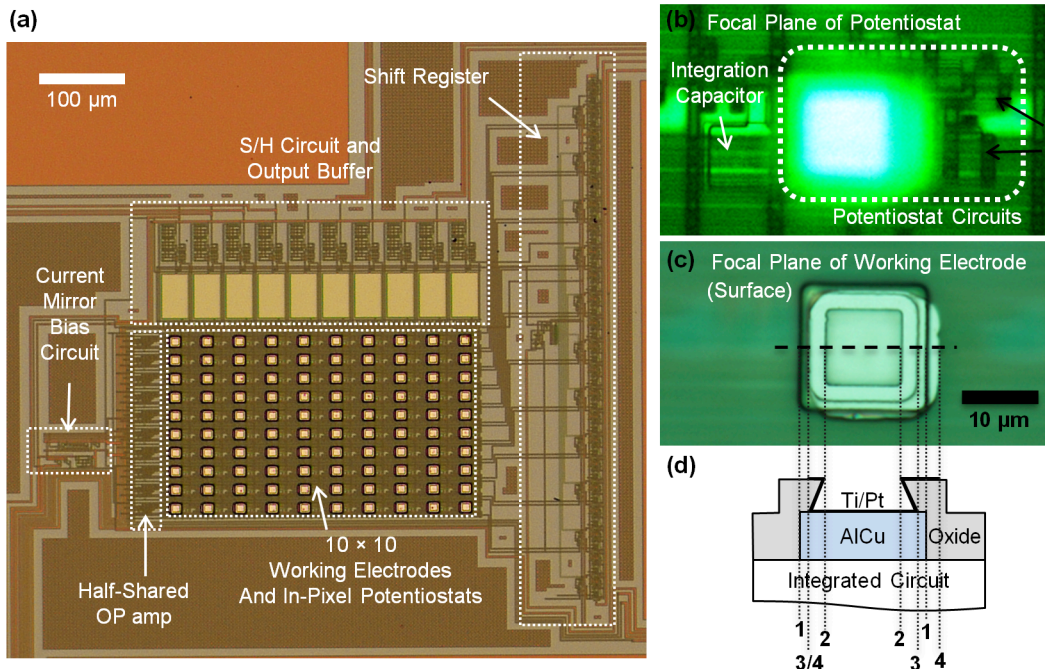 (a)
100 µm
Shift Register
S/H Circuit and
Output Buffer
Current
Mirror
Bias
Circuit
Half-Shared
OP amp
10 × 10
Working Electrodes
And In-Pixel Potentiostats
(b)
Focal Plane of Potentiostat
Integration
Capacitor
Potentiostat Circuits
(c)
Focal Plane of Working Electrode
(Surface)
10 µm
(d)
Ti/Pt
AlCu
Oxide
Integrated Circuit
1
2
2
1
3/4
3
4